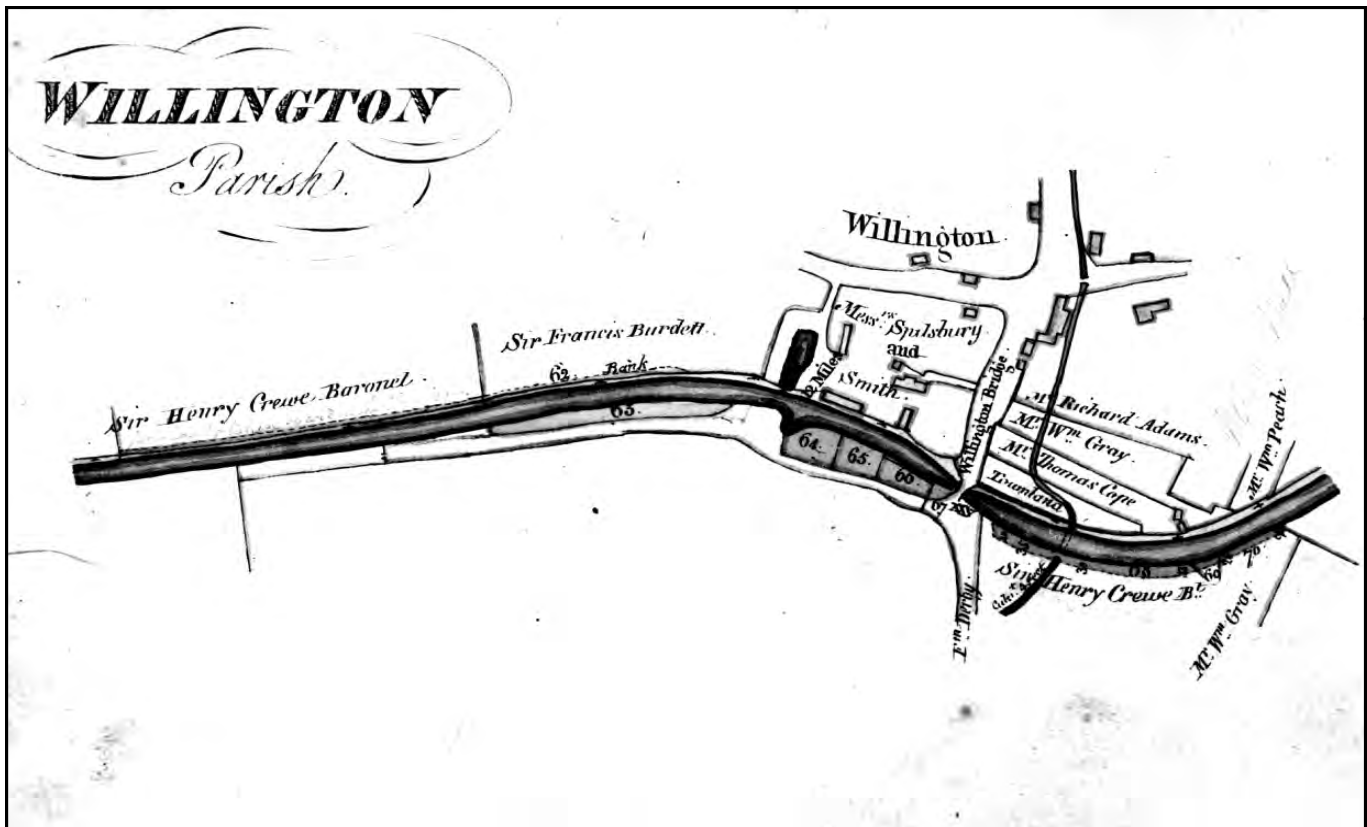 WILLINGTON
Parish.
Willington.
Sir Henry Crewe Baronet.
Sir Francis Burdett.
62.
Bank
63.
Mess.rs Spilsbury
and
Smith.
2 Miles
64.
65.
66.
67
Willington Bridge.
Mr. Richard Adams.
Mr. Wm. Gray.
Mr. Thomas Cope
Townland
Mr. Wm. Peach.
68
69
70
Sir Henry Crewe Bt.
Fm. Derby.
Mr. Wm. Gray